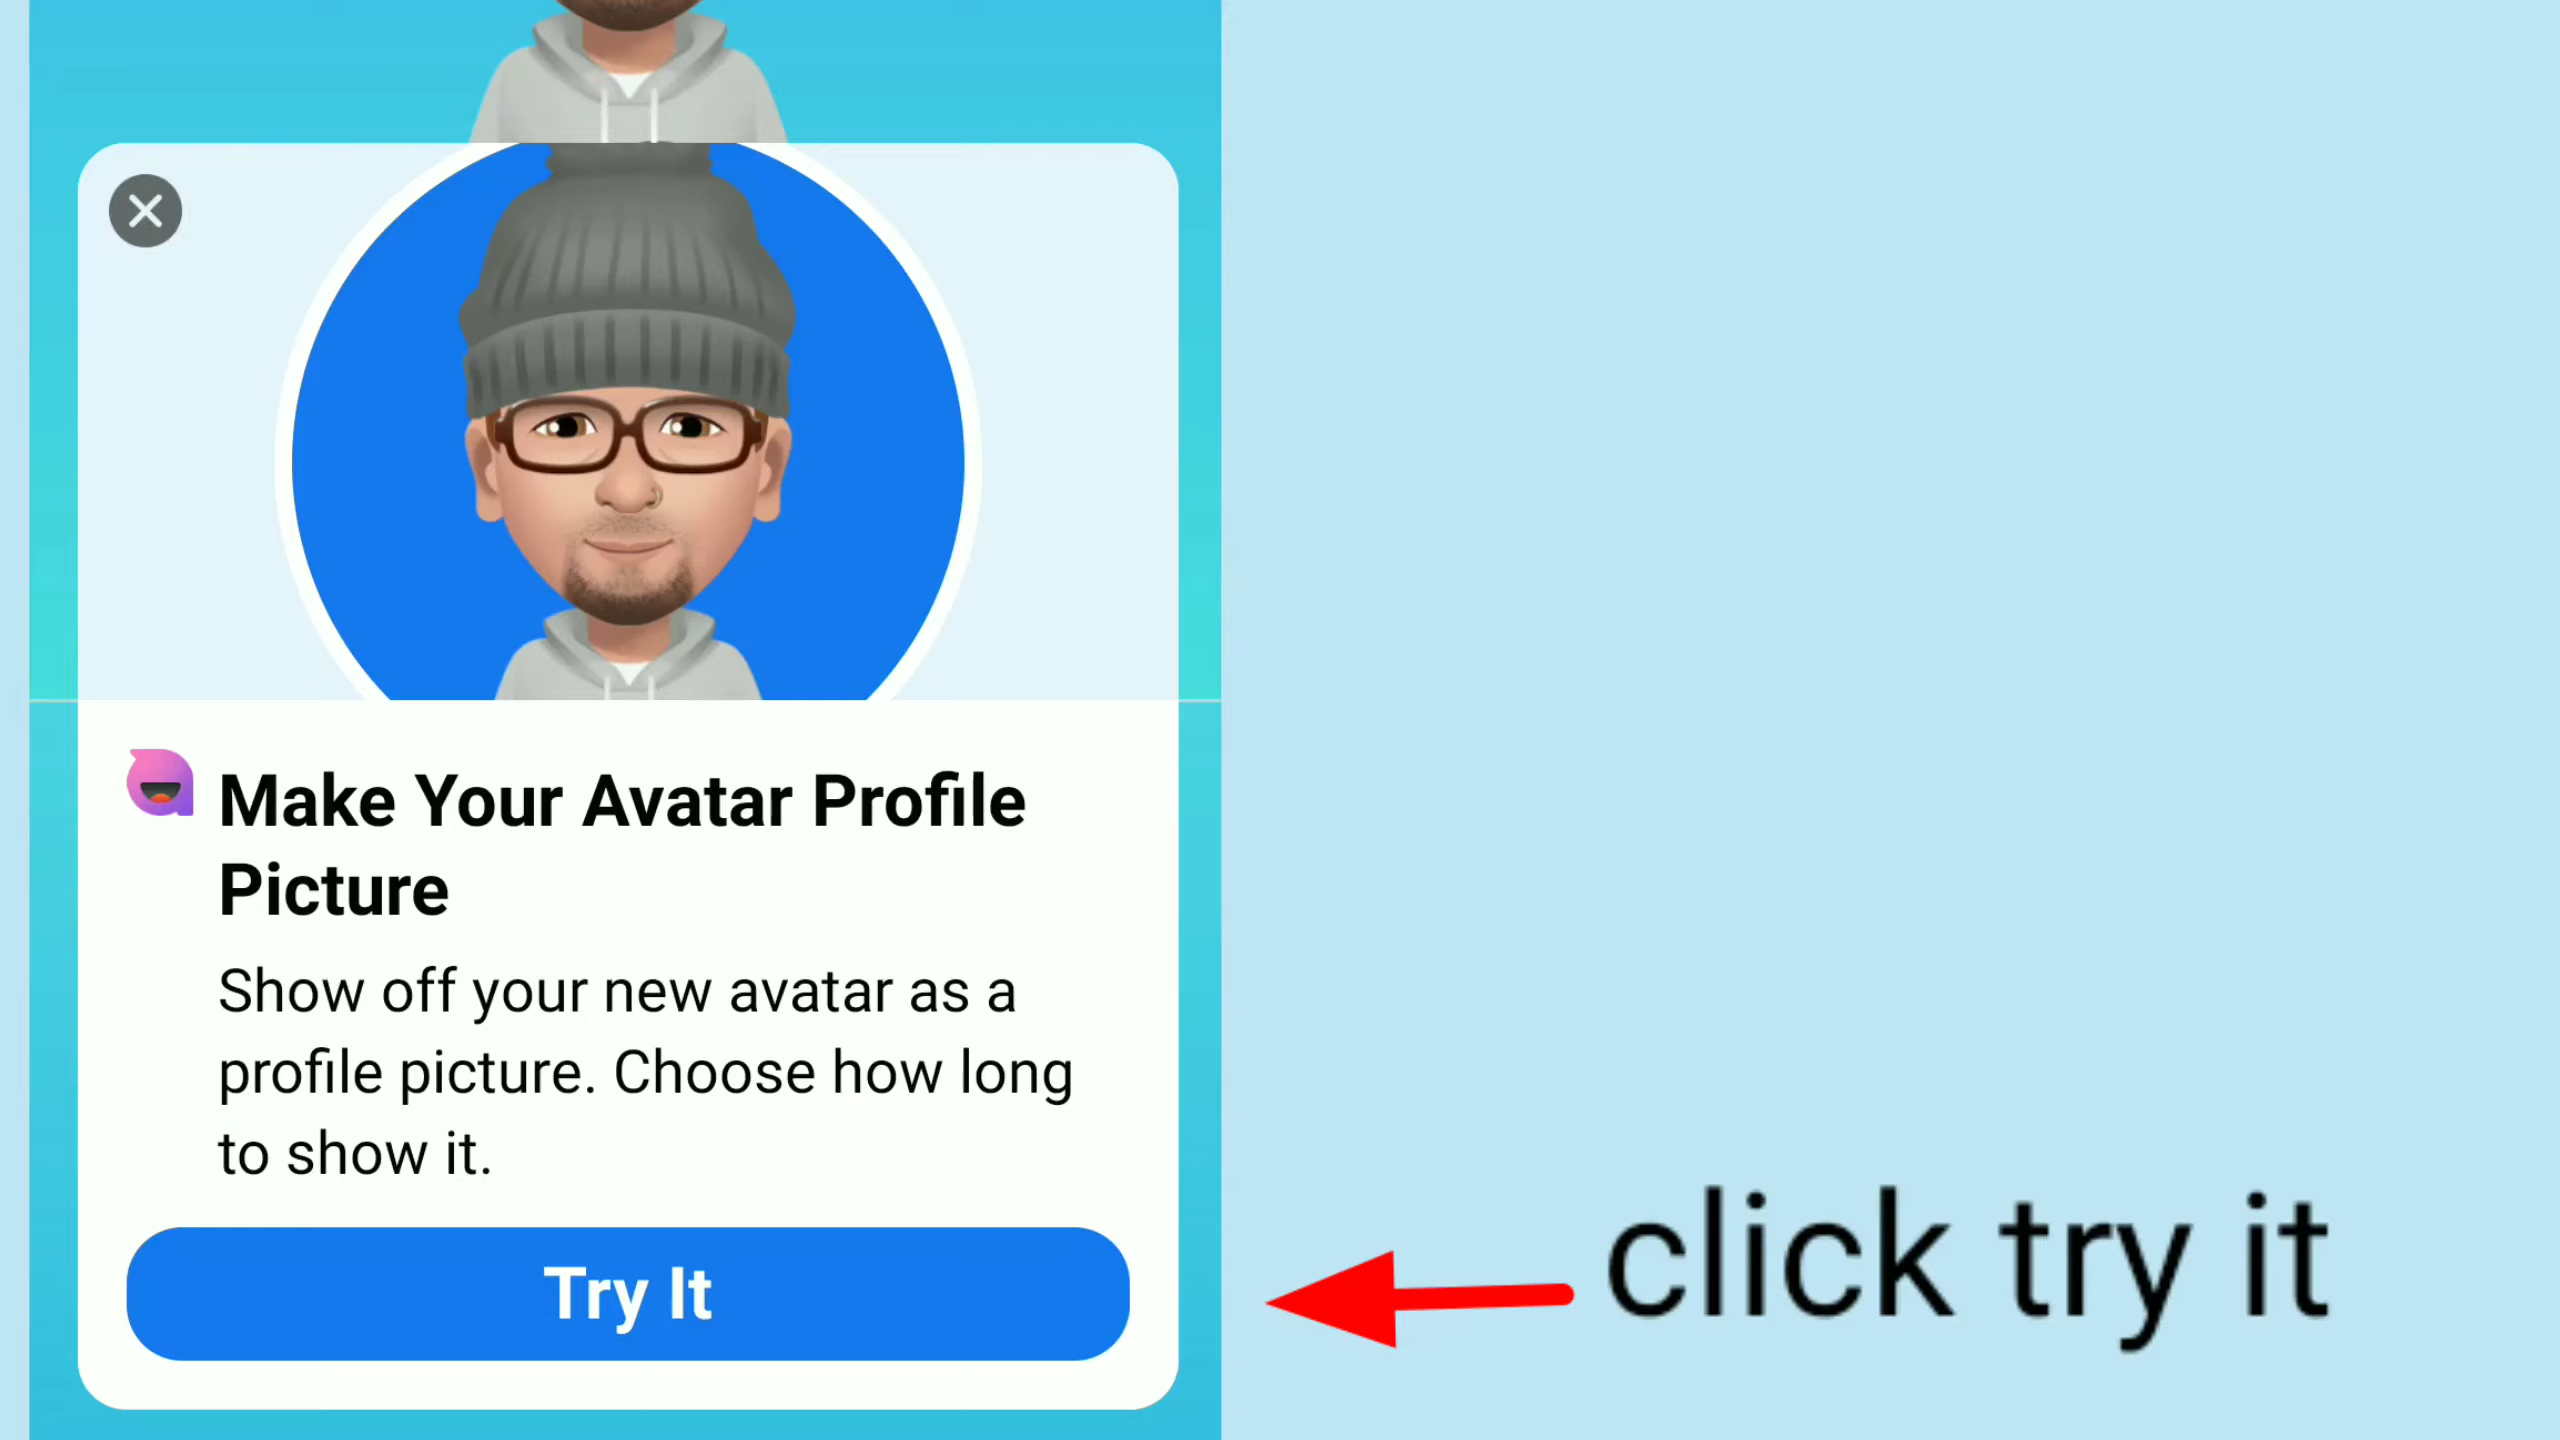 Make Your Avatar Profile
Picture
Show off your new avatar as a
profile picture. Choose how long
to show it.
Try It
click try it